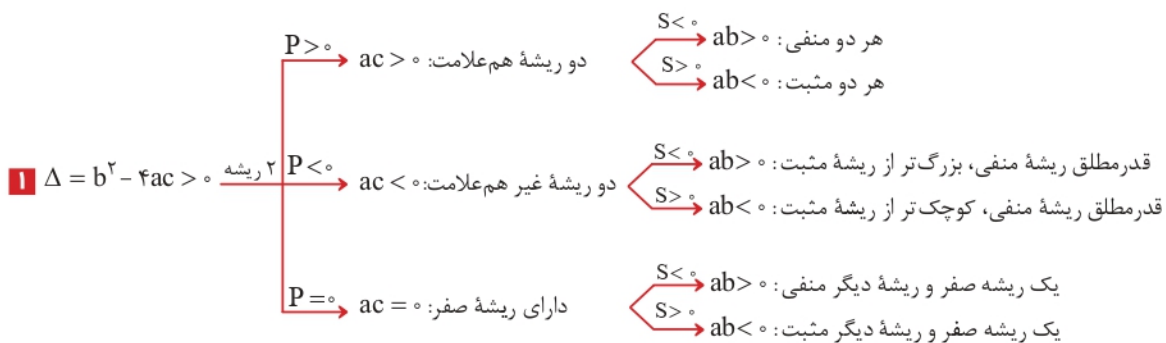 S<۰ ab>۰ : هر دو منفی
P>۰ ac>۰ : دو ریشهٔ هم‌علامت
S>۰ ab<۰ : هر دو مثبت
۱ Δ = b² - ۴ac > ۰ ۲ ریشه
S<۰ ab>۰ : قدرمطلق ریشهٔ منفی، بزرگ‌تر از ریشهٔ مثبت
P<۰ ac<۰ : دو ریشهٔ غیر هم‌علامت
S>۰ ab<۰ : قدرمطلق ریشهٔ منفی، کوچک‌تر از ریشهٔ مثبت
S<۰ ab>۰ : یک ریشه صفر و ریشهٔ دیگر منفی
P=۰ ac=۰ : دارای ریشهٔ صفر
S>۰ ab<۰ : یک ریشه صفر و ریشهٔ دیگر مثبت